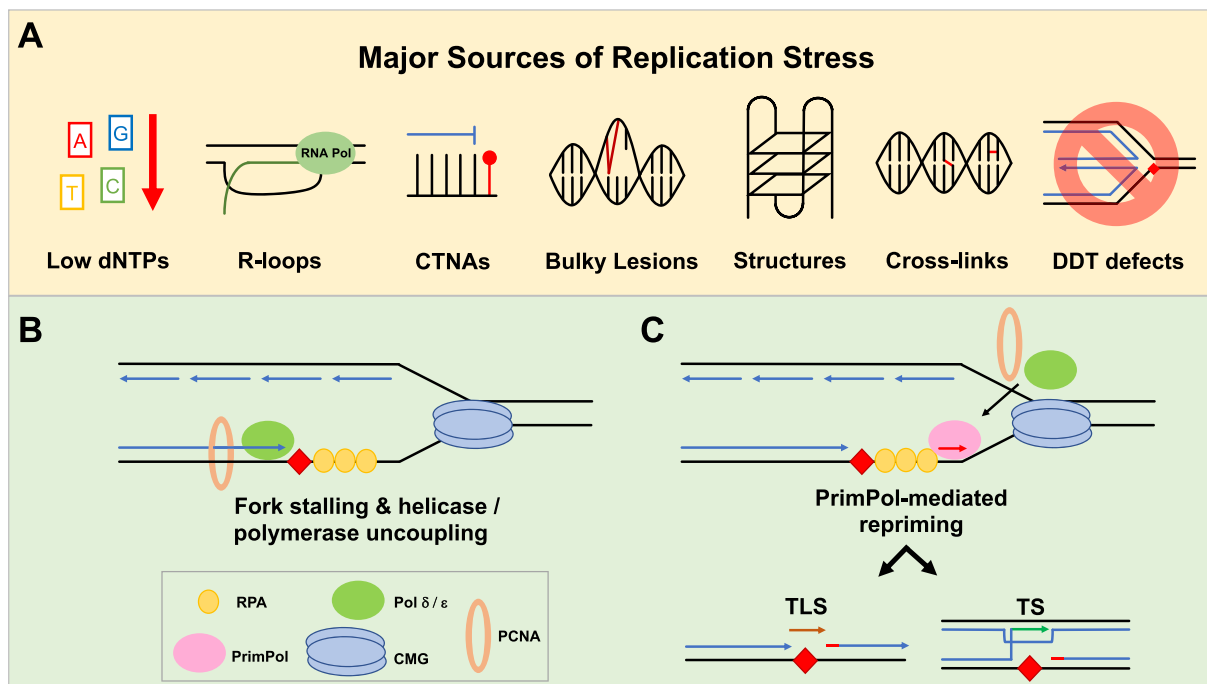 A
Major Sources of Replication Stress
A
G
T
C
RNA Pol
Low dNTPs
R-loops
CTNAs
Bulky Lesions
Structures
Cross-links
DDT defects
B
Fork stalling & helicase /
polymerase uncoupling
RPA
Pol δ / ε
PCNA
PrimPol
CMG
C
PrimPol-mediated
repriming
TLS
TS